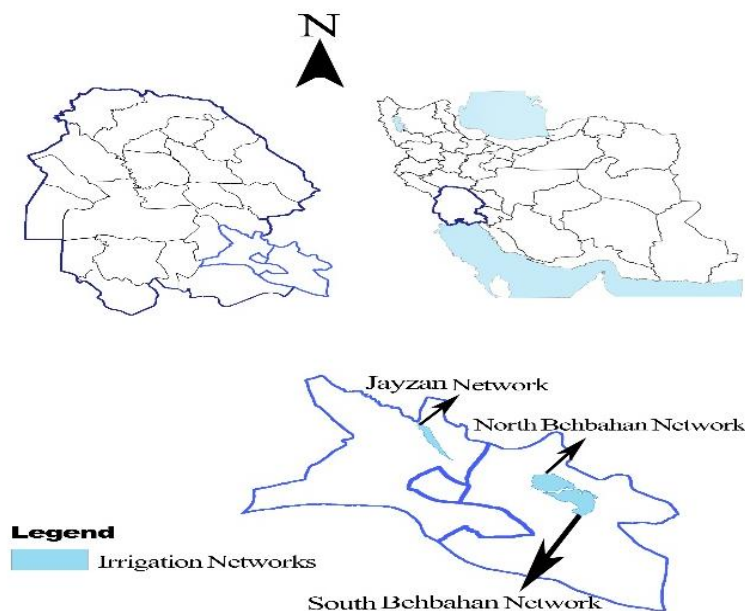 N
Jayzan Network
North Behbahan Network
Legend
Irrigation Networks
South Behbahan Network